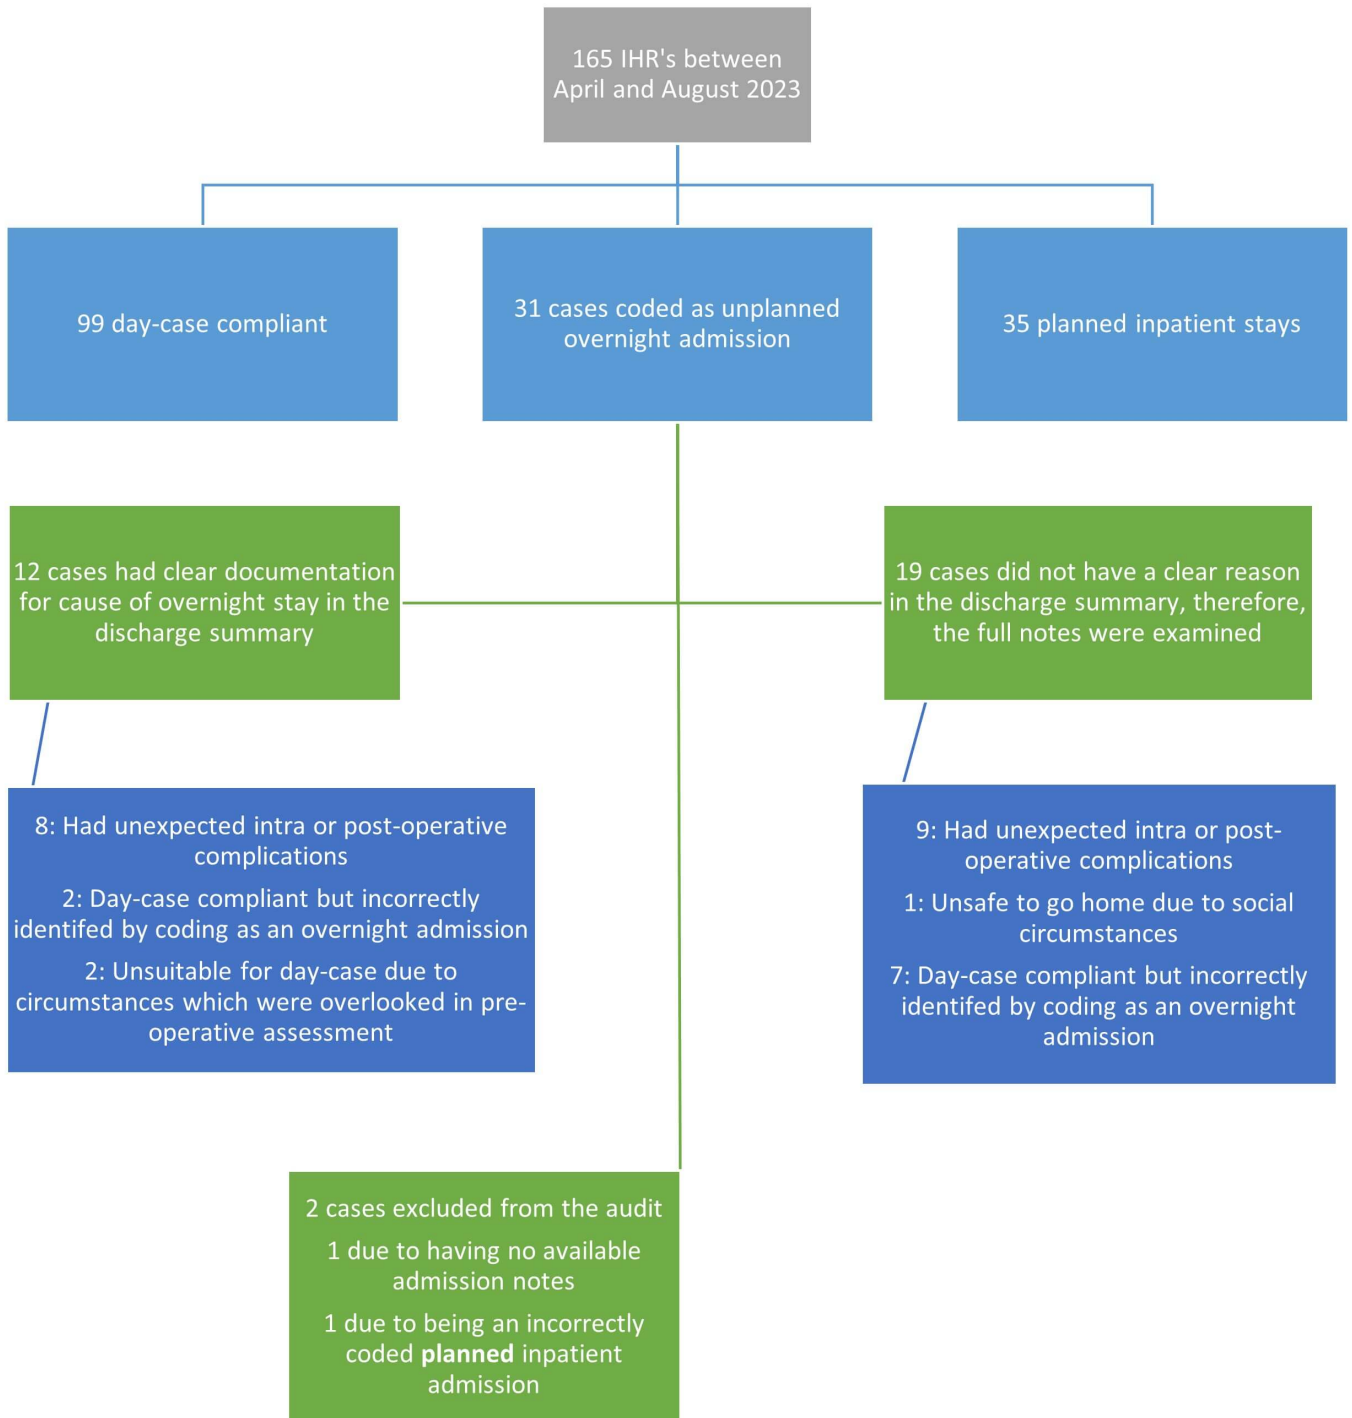 165 IHR's between
April and August 2023
99 day-case compliant
31 cases coded as unplanned
overnight admission
35 planned inpatient stays
12 cases had clear documentation
for cause of overnight stay in the
discharge summary
19 cases did not have a clear reason
in the discharge summary, therefore,
the full notes were examined
8: Had unexpected intra or post-operative
complications
2: Day-case compliant but incorrectly
identifed by coding as an overnight admission
2: Unsuitable for day-case due to
circumstances which were overlooked in pre-
operative assessment
9: Had unexpected intra or post-
operative complications
1: Unsafe to go home due to social
circumstances
7: Day-case compliant but incorrectly
identifed by coding as an overnight
admission
2 cases excluded from the audit
1 due to having no available
admission notes
1 due to being an incorrectly
coded planned inpatient
admission